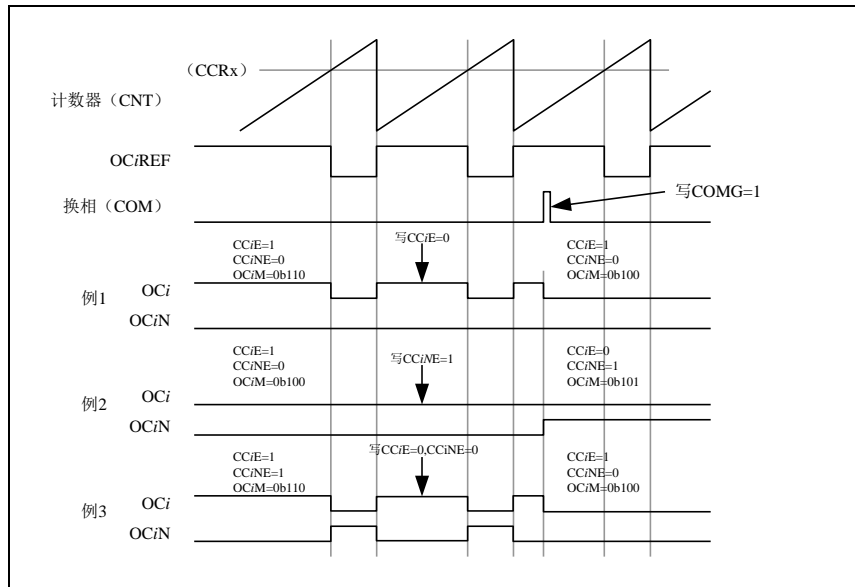 （CCRx）
计数器（CNT）
OCiREF
换相（COM）
写COMG=1
CCiE=1
CCiNE=0
OCiM=0b110
写CCiE=0
CCiE=1
CCiNE=0
OCiM=0b100
例1
OCi
OCiN
CCiE=1
CCiNE=0
OCiM=0b100
写CCiNE=1
CCiE=0
CCiNE=1
OCiM=0b101
例2
OCi
OCiN
CCiE=1
CCiNE=1
OCiM=0b110
写CCiE=0,CCiNE=0
CCiE=1
CCiNE=0
OCiM=0b100
例3
OCi
OCiN